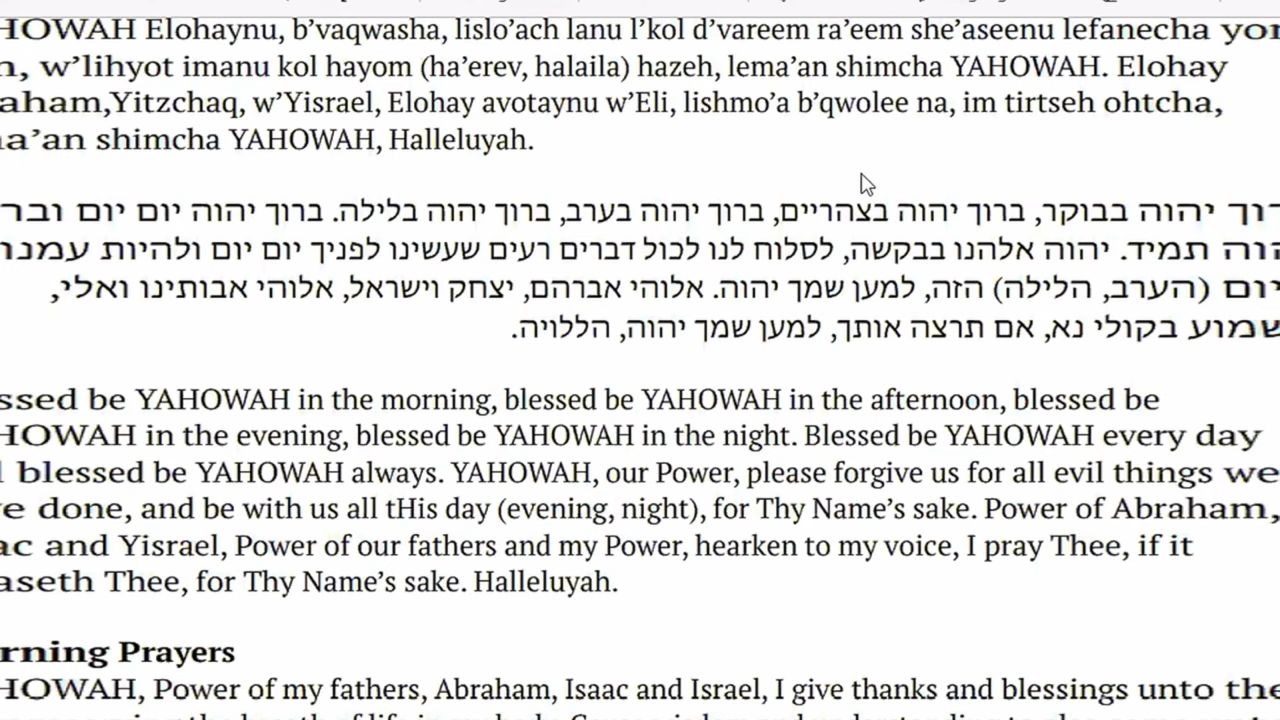 HOWAH Elohaynu, b’vaqwasha, lislo’ach lanu l’kol d’vareem ra’eem she’aseenu lefanecha
w’lihyot imanu kol hayom (ha’erev, halaila) hazeh, lema’an shimcha YAHOWAH. Elohay
aham,Yitzchaq, w’Yisrael, Elohay avotaynu w’Eli, lishmo’a b’qwolee na, im tirtseh ohtcha,
a’an shimcha YAHOWAH, Halleluyah.
רוך יהוה בבוקר, ברוך יהוה בצהריים, ברוך יהוה בערב, ברוך יהוה בלילה. ברוך יהוה יום יום וברו
הוה תמיד. יהוה אלהנו בבקשה, לסלוח לנו לכול דברים רעים שעשינו לפניך יום יום ולהיות עמנו
יום (הערב, הלילה) הזה, למען שמך יהוה. אלוהי אברהם, יצחק וישראל, אלוהי אבותינו ואלי,
שמוע בקולי נא, אם תרצה אותך, למען שמך יהוה, הללויה.
ssed be YAHOWAH in the morning, blessed be YAHOWAH in the afternoon, blessed be
HOWAH in the evening, blessed be YAHOWAH in the night. Blessed be YAHOWAH every day
blessed be YAHOWAH always. YAHOWAH, our Power, please forgive us for all evil things we
e done, and be with us all tHis day (evening, night), for Thy Name’s sake. Power of Abraham,
ac and Yisrael, Power of our fathers and my Power, hearken to my voice, I pray Thee, if it
aseth Thee, for Thy Name’s sake. Halleluyah.
rning Prayers
HOWAH, Power of my fathers, Abraham, Isaac and Israel, I give thanks and blessings unto the